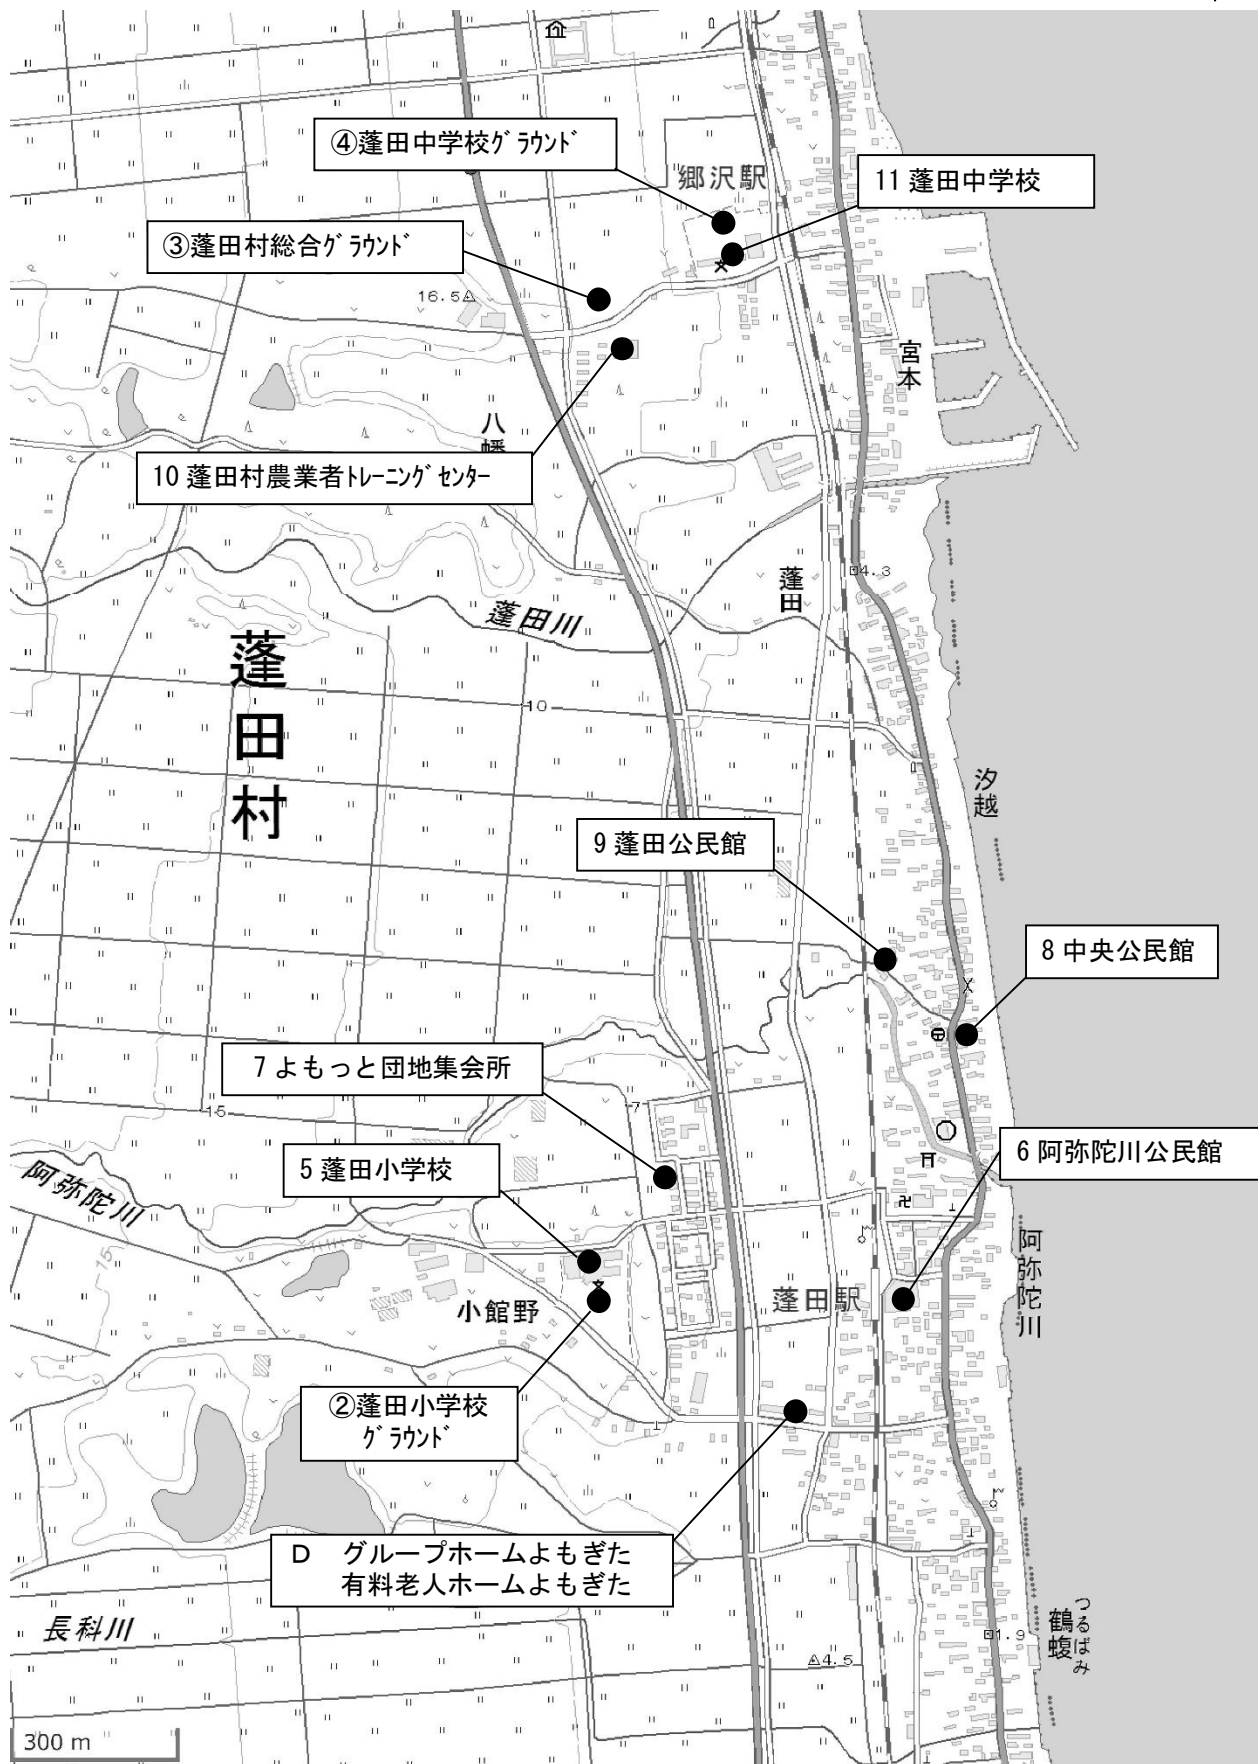 ④蓬田中学校グラウンド
郷沢駅
11 蓬田中学校
③蓬田村総合グラウンド
16.5
宮本
八幡
10 蓬田村農業者トレーニングセンター
4.3
蓬田
蓬田川
蓬田村
10
汐越
9 蓬田公民館
8 中央公民館
7 よもっと団地集会所
7
15
5 蓬田小学校
6 阿弥陀川公民館
阿弥陀川
15
阿弥陀川
蓬田駅
小館野
②蓬田小学校
グラウンド
D グループホームよもぎた
有料老人ホームよもぎた
長科川
鶴蝮
つるばみ
1.9
4.5
300 m